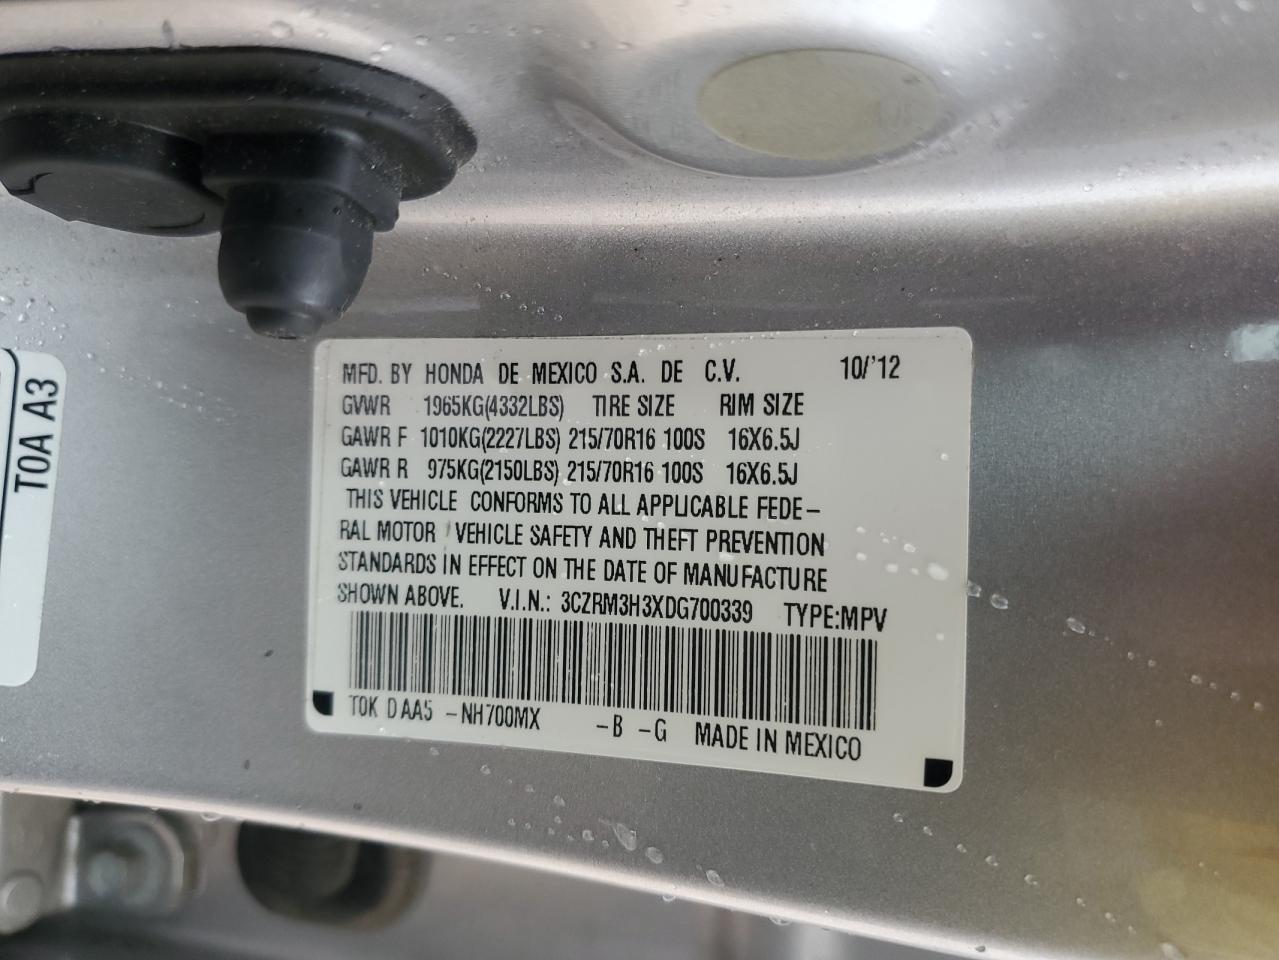 MFD. BY HONDA DE MEXICO S.A. DE C.V. 10/'12
GVWR 1965KG(4332LBS) TIRE SIZE RIM SIZE
GAWR F 1010KG(2227LBS) 215/70R16 100S 16X6.5J
GAWR R 975KG(2150LBS) 215/70R16 100S 16X6.5J
THIS VEHICLE CONFORMS TO ALL APPLICABLE FEDE-
RAL MOTOR VEHICLE SAFETY AND THEFT PREVENTION
STANDARDS IN EFFECT ON THE DATE OF MANUFACTURE
SHOWN ABOVE. V.I.N.: 3CZRM3H3XDG700339 TYPE:MPV
T0K D AA5 -NH700MX -B -G MADE IN MEXICO
T0A A3